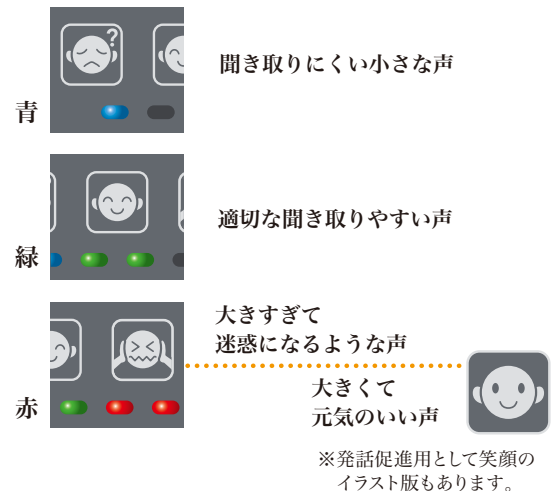 青
聞き取りにくい小さな声
緑
適切な聞き取りやすい声
赤
大きすぎて
迷惑になるような声
大きくて
元気のいい声
※発話促進用として笑顔の
イラスト版もあります。